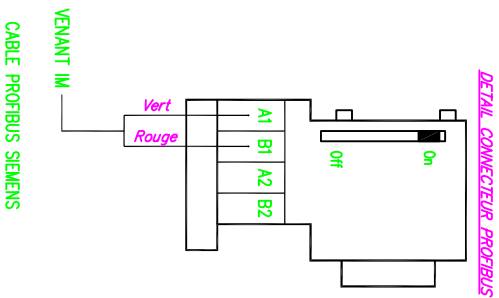 DETAIL CONNECTEUR PROFIBUS
VENANT IM
CABLE PROFIBUS SIEMENS
Vert
Rouge
A1
B1
A2
B2
Off
On